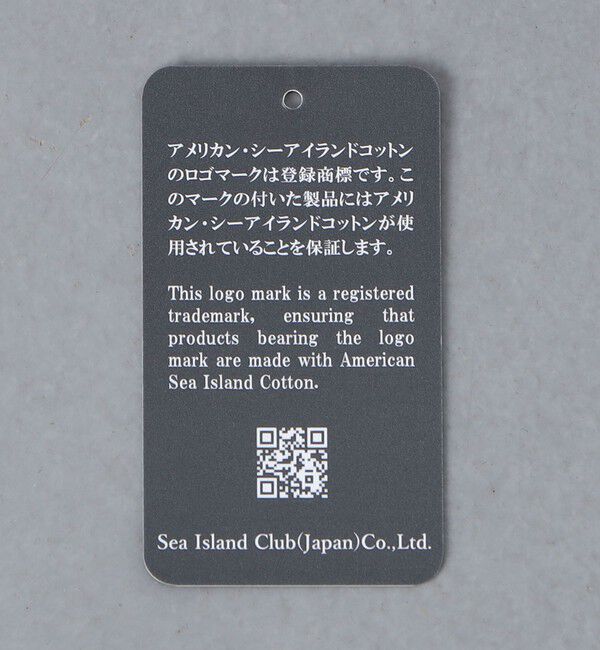 アメリカン・シーアイランドコットン
のロゴマークは登録商標です。こ
のマークの付いた製品にはアメリ
カン・シーアイランドコットンが使
用されていることを保証します。
This logo mark is a registered
trademark, ensuring that
products bearing the logo
mark are made with American
Sea Island Cotton.
Sea Island Club(Japan)Co.,Ltd.